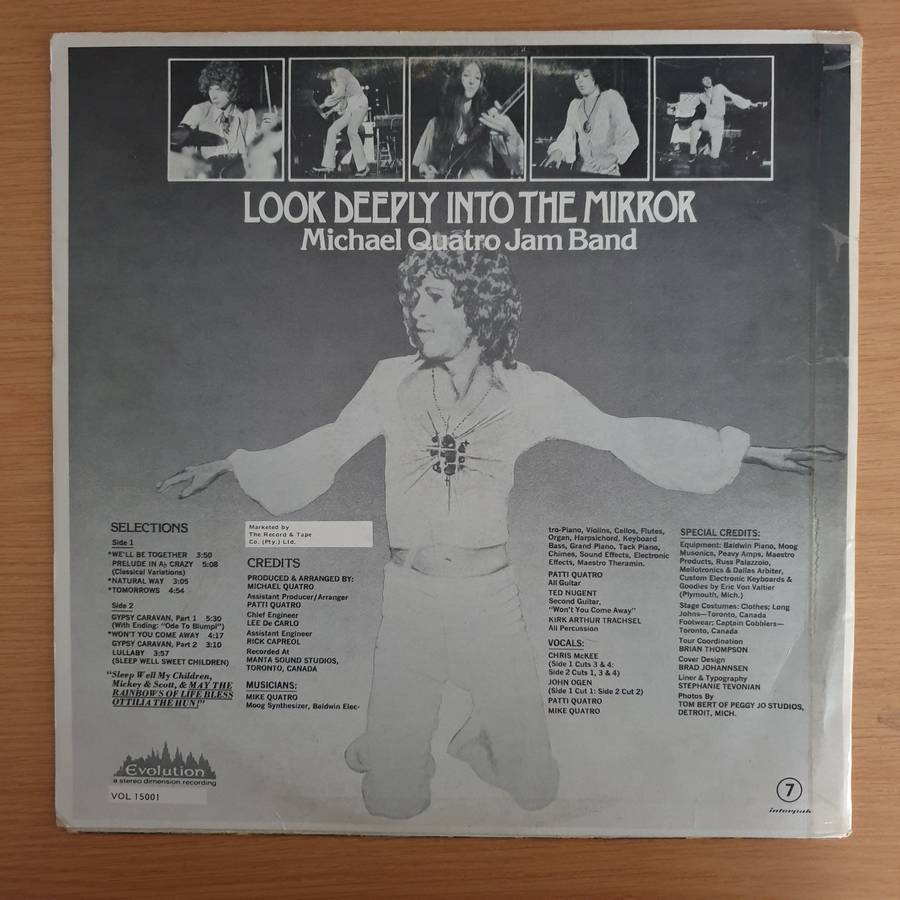 LOOK DEEPLY INTO THE MIRROR
Michael Quatro Jam Band
SELECTIONS
Side 1
*WE'LL BE TOGETHER 3:50
PRELUDE IN A♭ CRAZY 5:08
(Classical Variations)
*NATURAL WAY 3:05
*TOMORROWS 4:54
Side 2
GYPSY CARAVAN, Part 1 5:30
(With Ending: "Ode To Blumpi")
*WON'T YOU COME AWAY 4:17
GYPSY CARAVAN, Part 2 3:10
LULLABY 3:57
(SLEEP WELL SWEET CHILDREN)
"Sleep Well My Children,
Mickey & Scott, & MAY THE
RAINBOWS OF LIFE BLESS
OTTILIA THE HUN!"
Evolution
a stereo dimension recording
VOL 15001
Marketed by
The Record & Tape
Co. (Pty.) Ltd.
CREDITS
PRODUCED & ARRANGED BY:
MICHAEL QUATRO
Assistant Producer/Arranger
PATTI QUATRO
Chief Engineer
LEE De CARLO
Assistant Engineer
RICK CAPREOL
Recorded At
MANTA SOUND STUDIOS,
TORONTO, CANADA
MUSICIANS:
MIKE QUATRO
Moog Synthesizer, Baldwin Elec-
tro-Piano, Violins, Cellos, Flutes,
Organ, Harpsichord, Keyboard
Bass, Grand Piano, Tack Piano,
Chimes, Sound Effects, Electronic
Effects, Maestro Theramin.
PATTI QUATRO
All Guitar
TED NUGENT
Second Guitar,
"Won't You Come Away"
KIRK ARTHUR TRACHSEL
All Percussion
VOCALS:
CHRIS McKEE
(Side 1 Cuts 3 & 4:
Side 2 Cuts 1, 3 & 4)
JOHN OGEN
(Side 1 Cut 1: Side 2 Cut 2)
PATTI QUATRO
MIKE QUATRO
SPECIAL CREDITS:
Equipment: Baldwin Piano, Moog
Musonics, Peavy Amps, Maestro
Products, Russ Palazzolo,
Mellotronics & Dallas Arbiter,
Custom Electronic Keyboards &
Goodies by Eric Von Valtier
(Plymouth, Mich.)
Stage Costumes: Clothes; Long
Johns—Toronto, Canada
Footwear; Captain Cobblers—
Toronto, Canada
Tour Coordination
BRIAN THOMPSON
Cover Design
BRAD JOHANNSEN
Liner & Typography
STEPHANIE TEVONIAN
Photos By
TOM BERT OF PEGGY JO STUDIOS,
DETROIT, MICH.
7
interpak